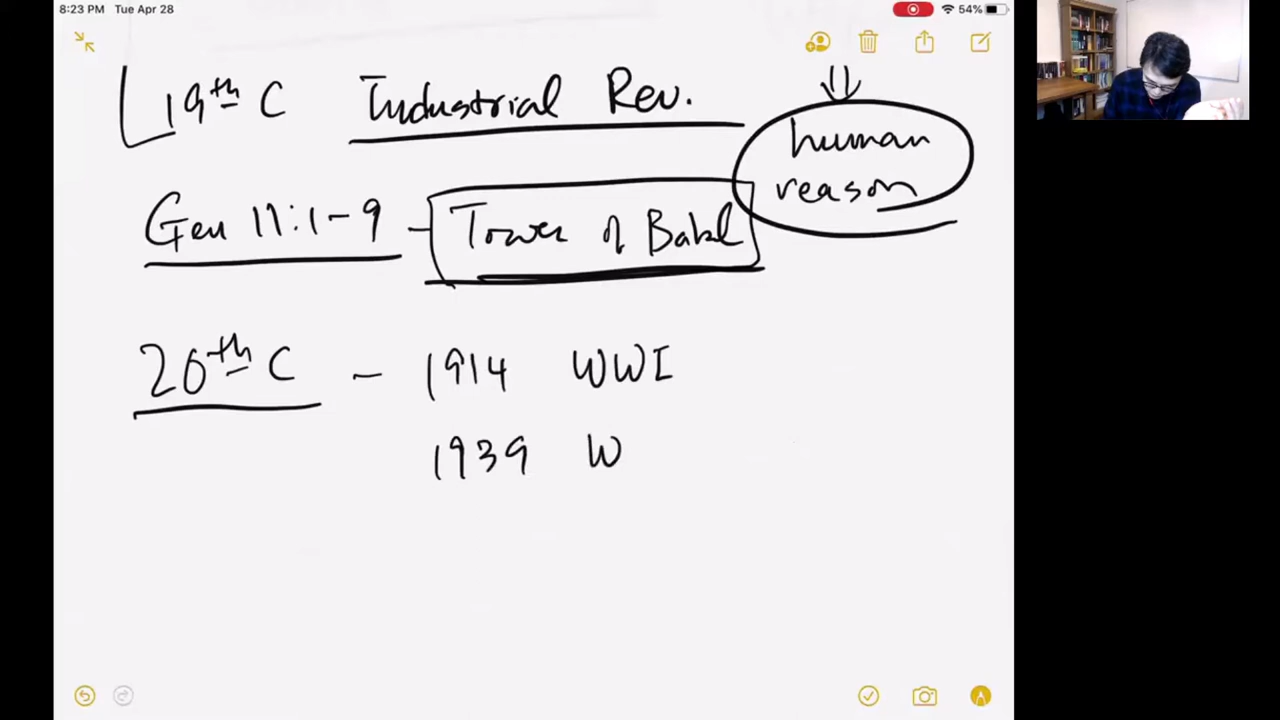 8:23 PM Tue Apr 28 54%
19th C Industrial Rev.
human
reason
Gen 11:1-9 - Tower of Babel
20th C - 1914 WWI
1939 W